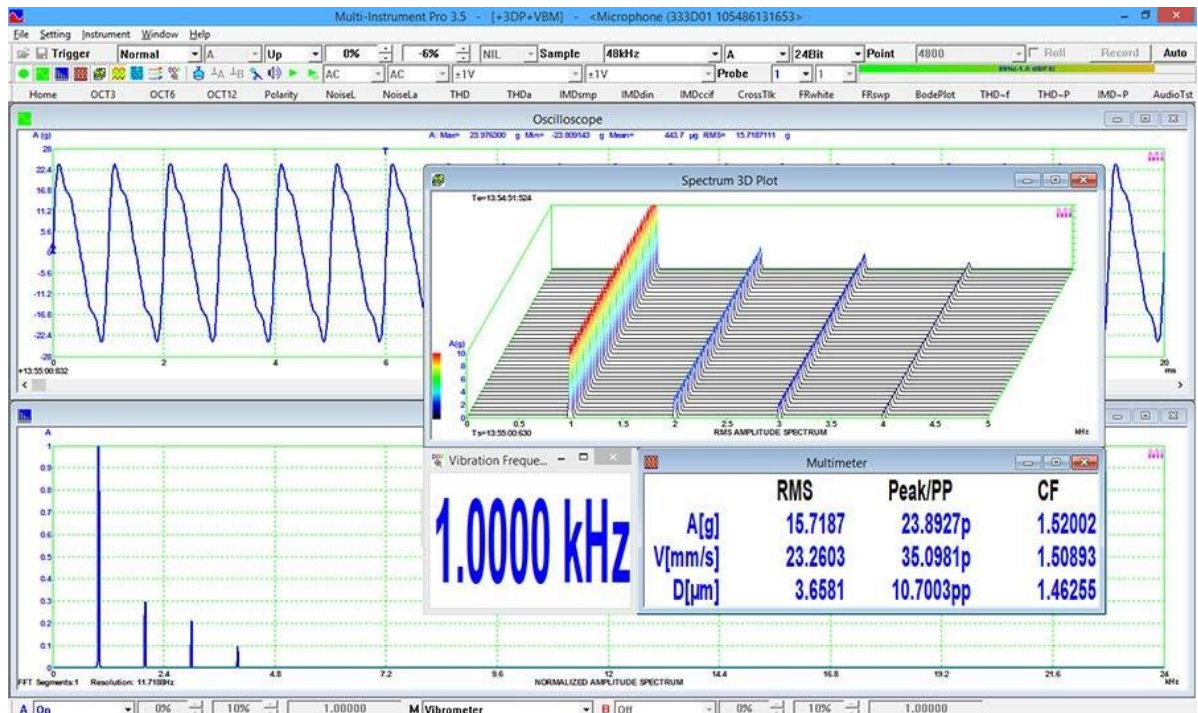 Multi-Instrument Pro 3.5 - [+3DP+VBM] - <Microphone (333D01 105486131653>
File Setting Instrument Window Help
Trigger Normal A Up 0% -6% NIL Sample 48kHz A 24Bit Point 4800 Roll Record Auto
AC AC ±1V ±1V Probe 1 1
Home OCT3 OCT6 OCT12 Polarity NoiseL NoiseLa THD THDa IMDsmp IMDdin IMDccif CrossTlk FRwhite FRswp BodePlot THD~f THD~P IMD~P AudioTst
Oscilloscope
A (g) A: Max= 23.976300 g Min= -23.809143 g Mean= 443.7 µg RMS= 15.7187111 g
28
22.4
16.8
11.2
5.6
0
-5.6
-11.2
-16.8
-22.4
-28
0 2 4 6 20
+13:55:00:632 ms
Spectrum 3D Plot
Te=13:54:51:524
A(g)
10
8
6
4
2
0
0 0.5 1 1.5 2 2.5 3 3.5 4 4.5 5
Ts=13:55:00:630 RMS AMPLITUDE SPECTRUM kHz
A
1
0.9
0.8
0.7
0.6
0.5
0.4
0.3
0.2
0.1
0
2.4 4.8 7.2 9.6 12 14.4 16.8 19.2 21.6 24
FFT Segments:1 Resolution: 11.7188Hz NORMALIZED AMPLITUDE SPECTRUM kHz
Vibration Freque...
1.0000 kHz
Multimeter
RMS Peak/PP CF
A[g] 15.7187 23.8927p 1.52002
V[mm/s] 23.2603 35.0981p 1.50893
D[µm] 3.6581 10.7003pp 1.46255
A On 0% 10% 1.00000 M Vibrometer B Off 0% 10% 1.00000